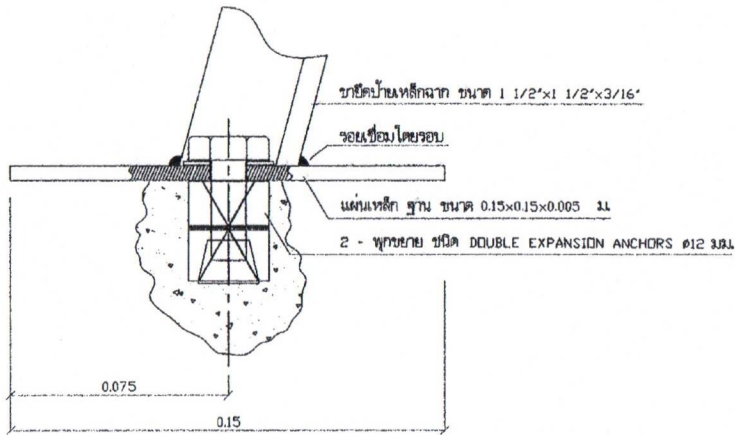 ขายึดป้ายเหล็กฉาก ขนาด 1 1/2"x1 1/2"x3/16"
รอยเชื่อมโดยรอบ
แผ่นเหล็ก ฐาน ขนาด 0.15x0.15x0.005 ม.
2 - พุกขยาย ชนิด DOUBLE EXPANSION ANCHORS ø12 มม.
0.075
0.15